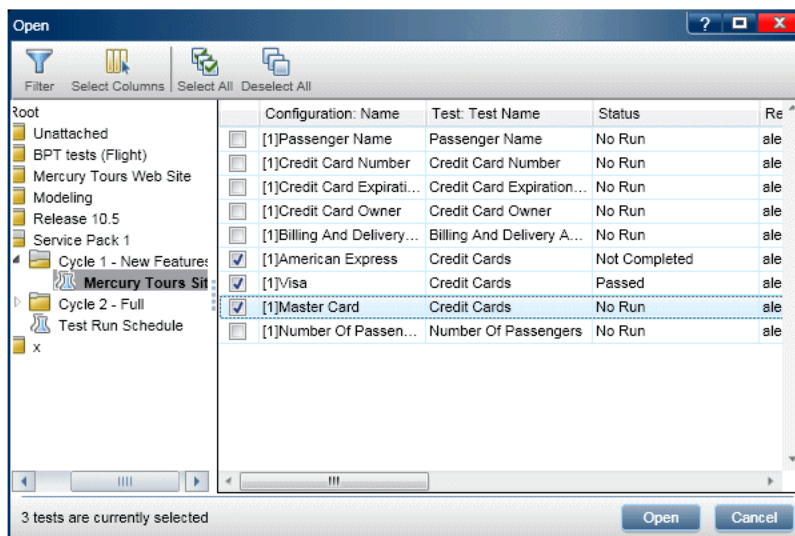 Open
?
X
Filter
Select Columns
Select All
Deselect All
Root
Unattached
BPT tests (Flight)
Mercury Tours Web Site
Modeling
Release 10.5
Service Pack 1
Cycle 1 - New Features
Mercury Tours Sit
Cycle 2 - Full
Test Run Schedule
x
Configuration: Name Test: Test Name Status Re
[1]Passenger Name Passenger Name No Run ale
[1]Credit Card Number Credit Card Number No Run ale
[1]Credit Card Expirati... Credit Card Expiration... No Run ale
[1]Credit Card Owner Credit Card Owner No Run ale
[1]Billing And Delivery... Billing And Delivery A... No Run ale
[1]American Express Credit Cards Not Completed ale
[1]Visa Credit Cards Passed ale
[1]Master Card Credit Cards No Run ale
[1]Number Of Passen... Number Of Passengers No Run ale
3 tests are currently selected
Open
Cancel